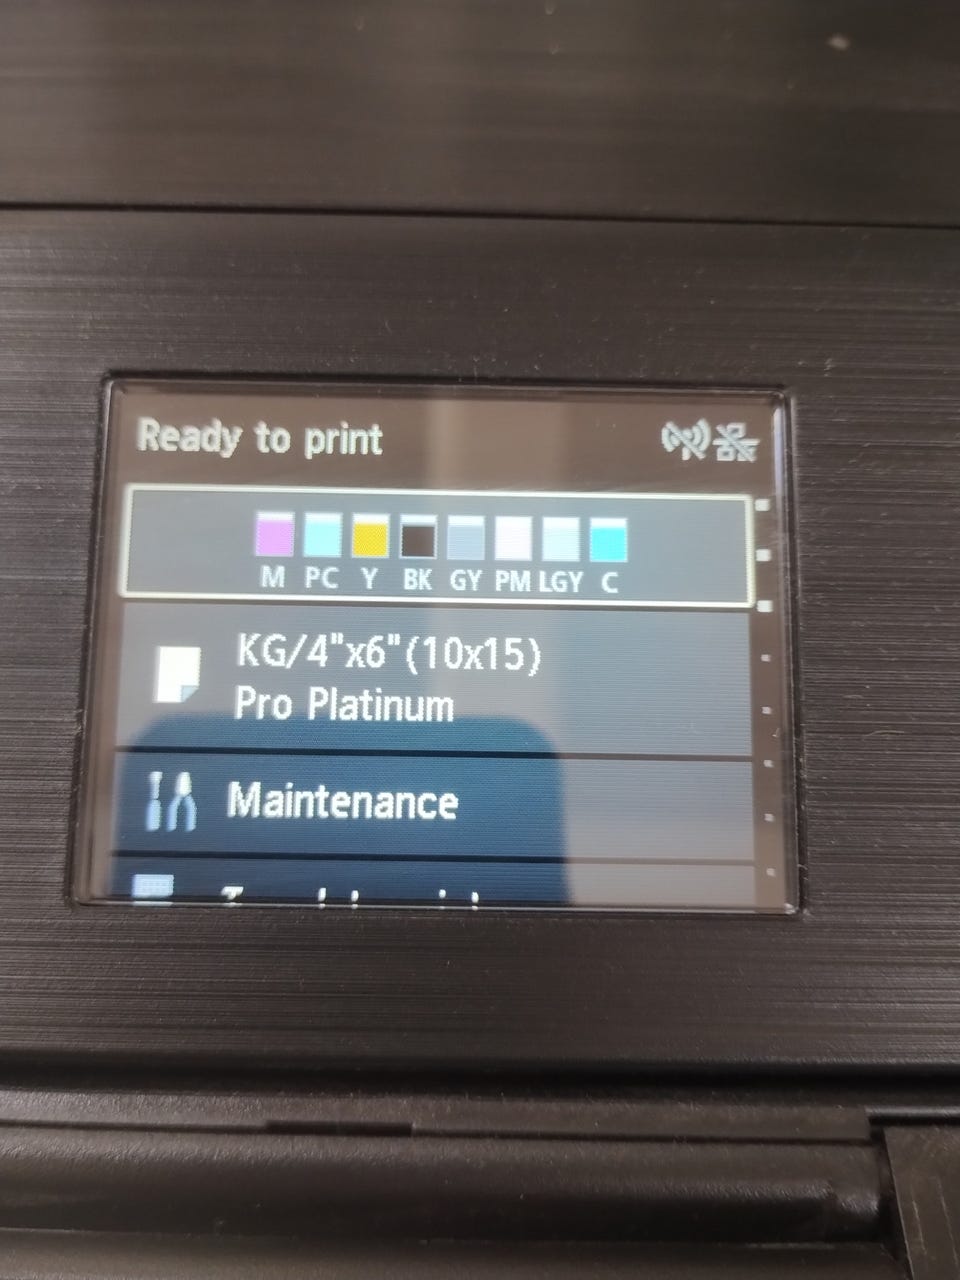 Ready to print
M PC Y BK GY PM LGY C
KG/4"x6"(10x15)
Pro Platinum
Maintenance